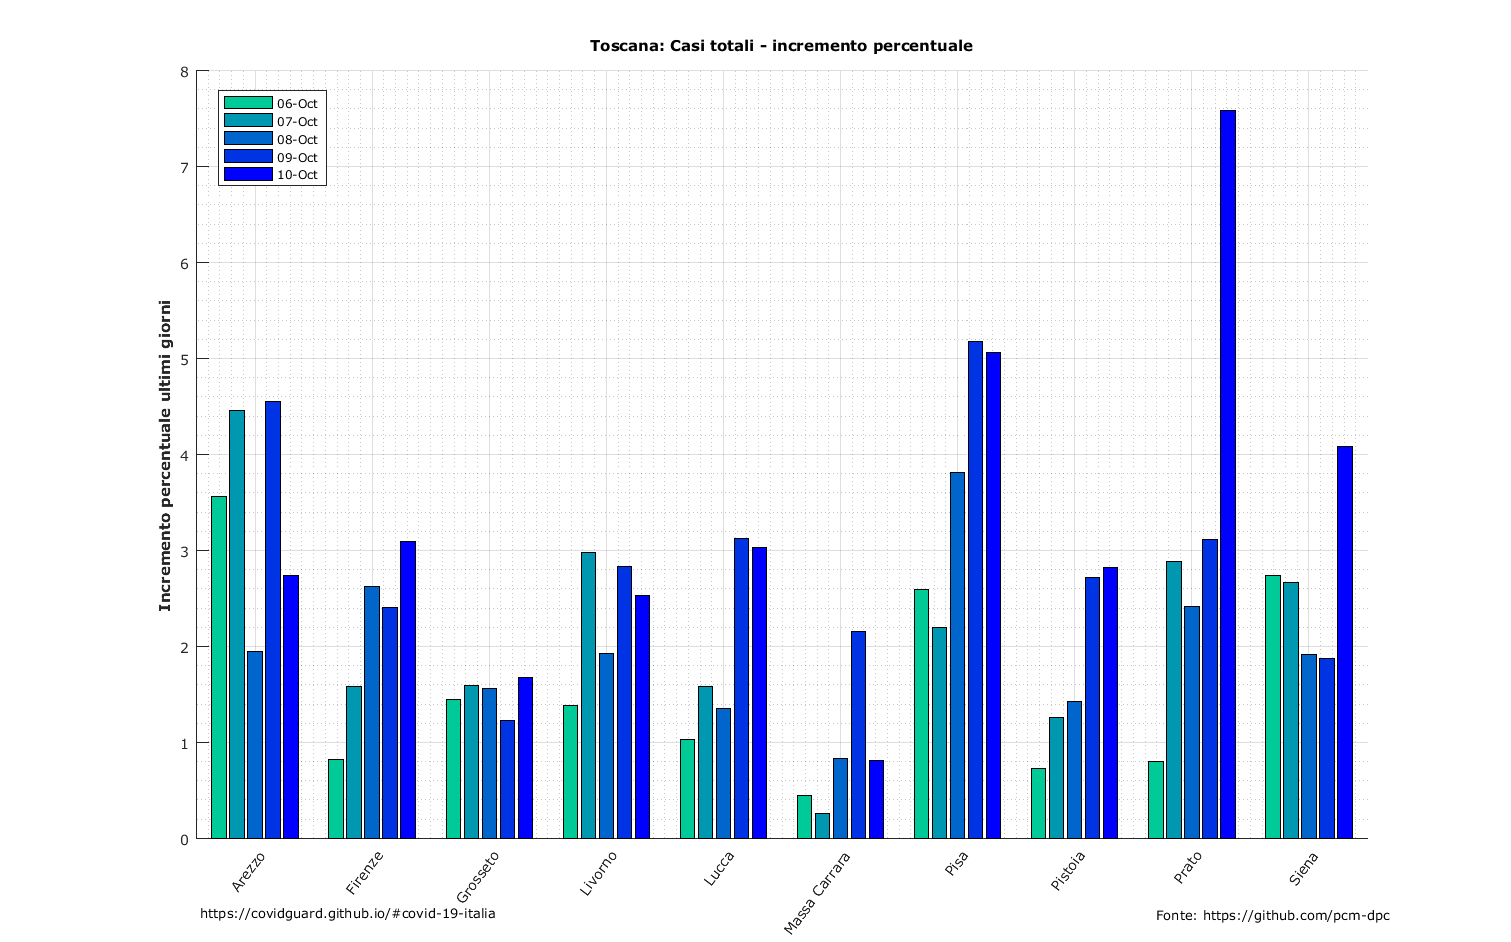 Toscana: Casi totali - incremento percentuale
8
7
6
5
4
3
2
1
0
Incremento percentuale ultimi giorni
06-Oct
07-Oct
08-Oct
09-Oct
10-Oct
Arezzo
Firenze
Grosseto
Livorno
Lucca
Massa Carrara
Pisa
Pistoia
Prato
Siena
https://covidguard.github.io/#covid-19-italia
Fonte: https://github.com/pcm-dpc